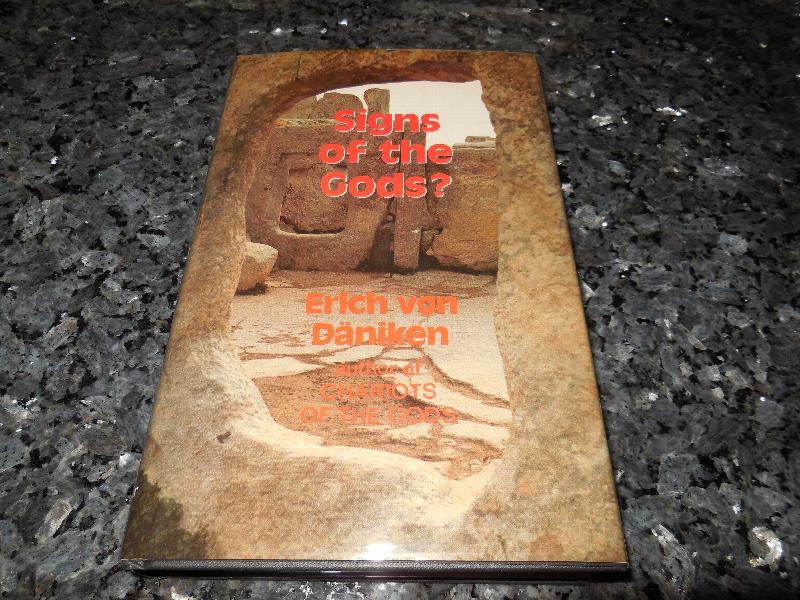 Signs
of the
Gods?
Erich von
Däniken
author of
CHARIOTS
OF THE GODS